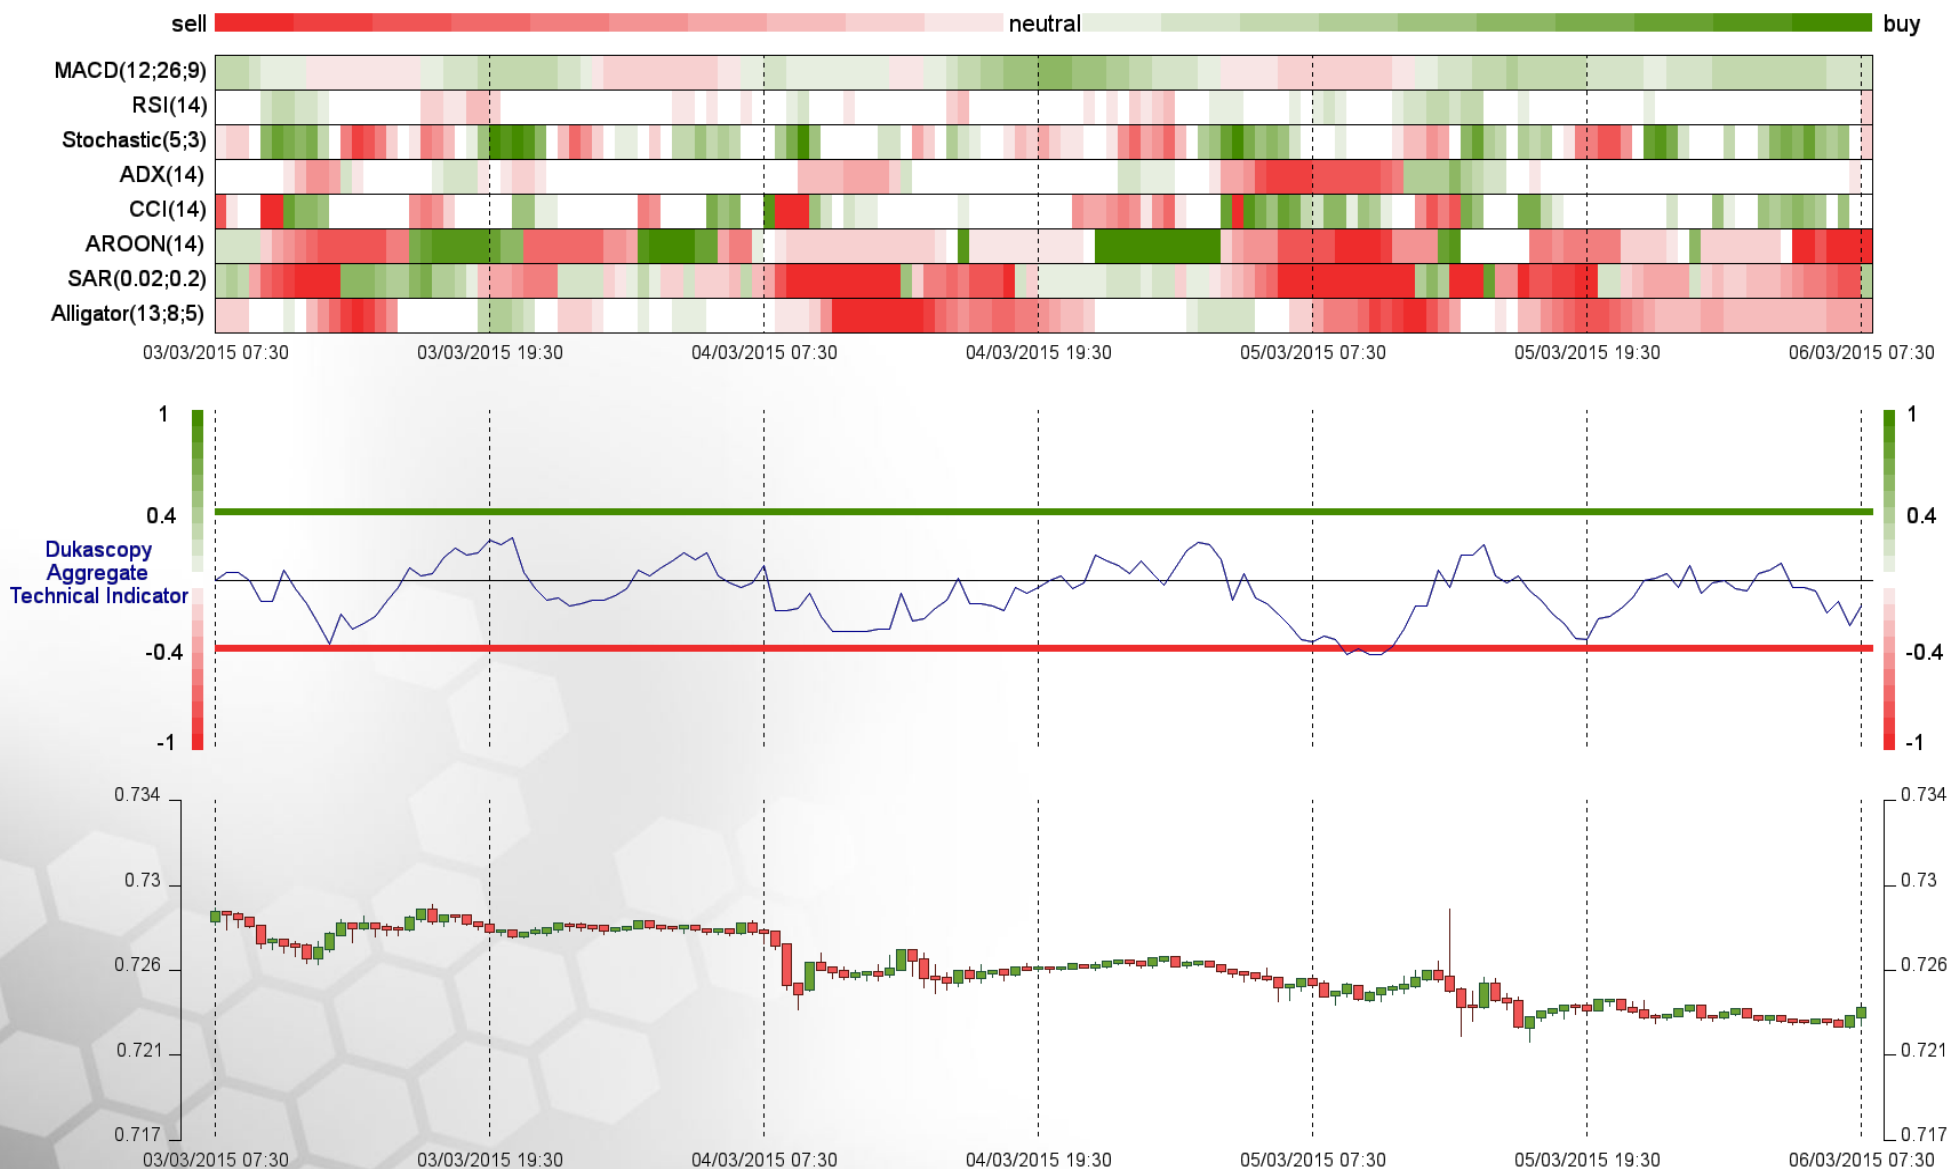 sell neutral buy
MACD(12;26;9)
RSI(14)
Stochastic(5;3)
ADX(14)
CCI(14)
AROON(14)
SAR(0.02;0.2)
Alligator(13;8;5)
03/03/2015 07:30 03/03/2015 19:30 04/03/2015 07:30 04/03/2015 19:30 05/03/2015 07:30 05/03/2015 19:30 06/03/2015 07:30
1 1
0.4 0.4
Dukascopy
Aggregate
Technical Indicator
-0.4 -0.4
-1 -1
0.734 0.734
0.73 0.73
0.726 0.726
0.721 0.721
0.717 0.717
03/03/2015 07:30 03/03/2015 19:30 04/03/2015 07:30 04/03/2015 19:30 05/03/2015 07:30 05/03/2015 19:30 06/03/2015 07:30